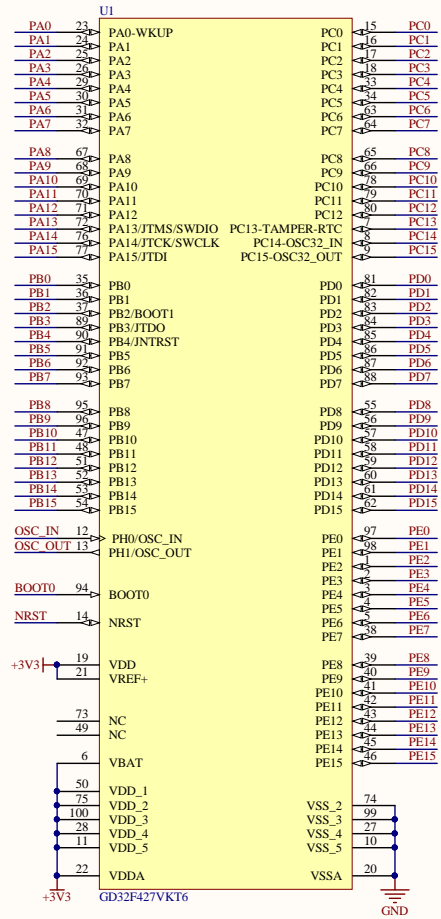 U1
PA0 23 PA0-WKUP PC0 15 PC0
PA1 24 PA1 PC1 16 PC1
PA2 25 PA2 PC2 17 PC2
PA3 26 PA3 PC3 18 PC3
PA4 29 PA4 PC4 33 PC4
PA5 30 PA5 PC5 34 PC5
PA6 31 PA6 PC6 63 PC6
PA7 32 PA7 PC7 64 PC7
PA8 67 PA8 PC8 65 PC8
PA9 68 PA9 PC9 66 PC9
PA10 69 PA10 PC10 78 PC10
PA11 70 PA11 PC11 79 PC11
PA12 71 PA12 PC12 80 PC12
PA13 72 PA13/JTMS/SWDIO PC13-TAMPER-RTC 7 PC13
PA14 76 PA14/JTCK/SWCLK PC14-OSC32_IN 8 PC14
PA15 77 PA15/JTDI PC15-OSC32_OUT 9 PC15
PB0 35 PB0 PD0 81 PD0
PB1 36 PB1 PD1 82 PD1
PB2 37 PB2/BOOT1 PD2 83 PD2
PB3 89 PB3/JTDO PD3 84 PD3
PB4 90 PB4/JNTRST PD4 85 PD4
PB5 91 PB5 PD5 86 PD5
PB6 92 PB6 PD6 87 PD6
PB7 93 PB7 PD7 88 PD7
PB8 95 PB8 PD8 55 PD8
PB9 96 PB9 PD9 56 PD9
PB10 47 PB10 PD10 57 PD10
PB11 48 PB11 PD11 58 PD11
PB12 51 PB12 PD12 59 PD12
PB13 52 PB13 PD13 60 PD13
PB14 53 PB14 PD14 61 PD14
PB15 54 PB15 PD15 62 PD15
OSC_IN 12 PH0/OSC_IN PE0 97 PE0
OSC_OUT 13 PH1/OSC_OUT PE1 98 PE1
PE2 1 PE2
PE3 2 PE3
BOOT0 94 BOOT0 PE4 3 PE4
PE5 4 PE5
NRST 14 NRST PE6 5 PE6
PE7 38 PE7
+3V3 19 VDD PE8 39 PE8
21 VREF+ PE9 40 PE9
PE10 41 PE10
PE11 42 PE11
73 NC PE12 43 PE12
49 NC PE13 44 PE13
PE14 45 PE14
6 VBAT PE15 46 PE15
50 VDD_1
75 VDD_2 VSS_2 74
100 VDD_3 VSS_3 99
28 VDD_4 VSS_4 27
11 VDD_5 VSS_5 10
22 VDDA VSSA 20
+3V3 GD32F427VKT6 GND